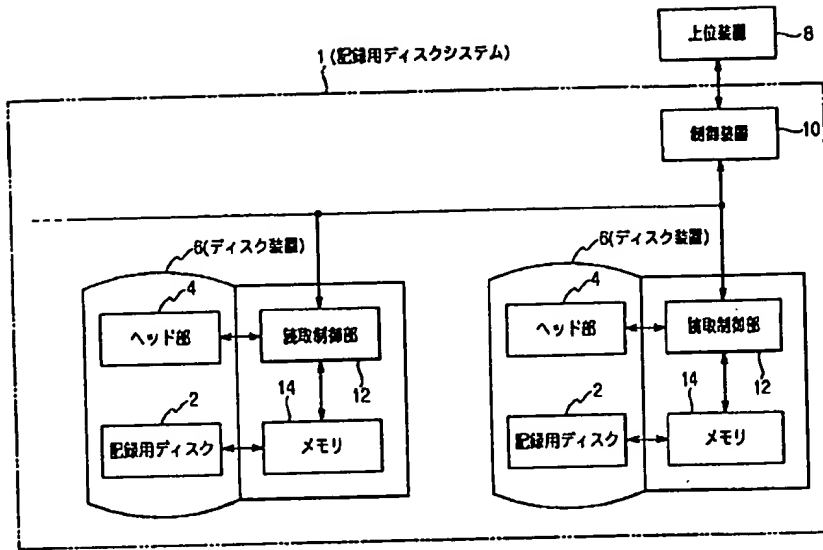 上位装置
8
1(記録用ディスクシステム)
制御装置
10
6(ディスク装置)
4
ヘッド部
読取制御部
12
2
14
記録用ディスク
メモリ
6(ディスク装置)
4
ヘッド部
読取制御部
12
2
14
記録用ディスク
メモリ